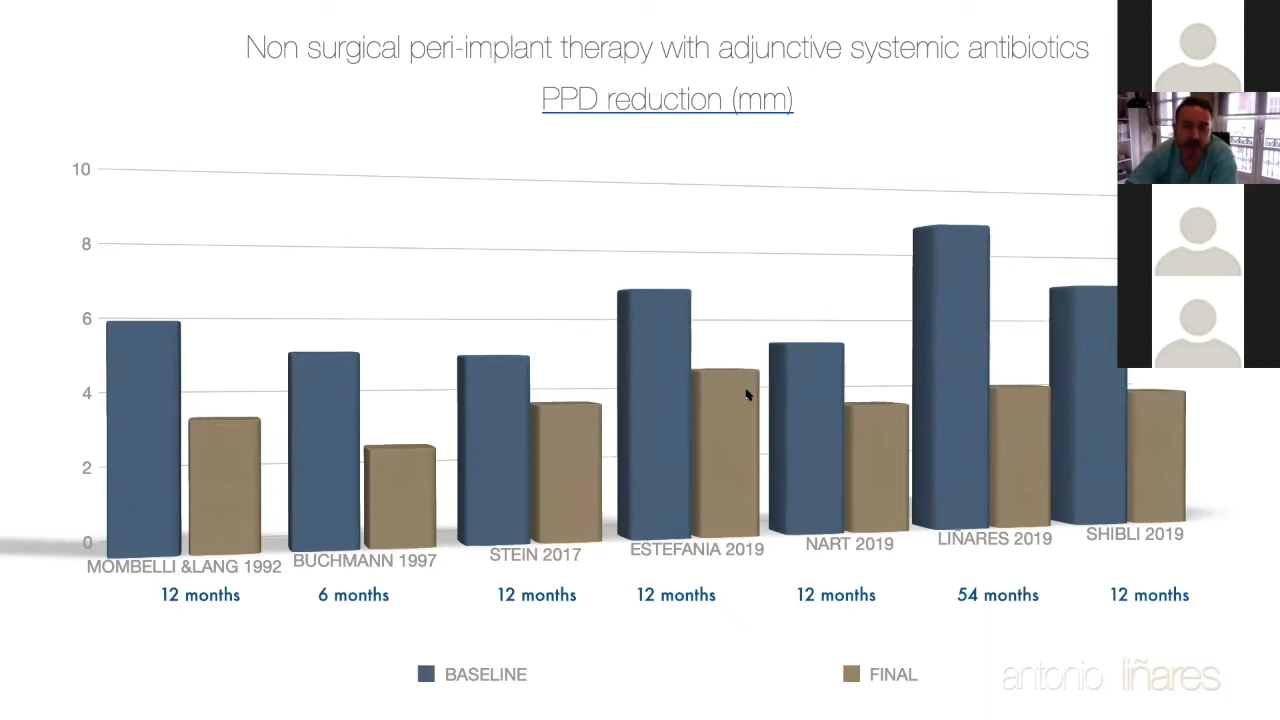 Non surgical peri-implant therapy with adjunctive systemic antibiotics
PPD reduction (mm)
10
8
6
4
2
0
MOMBELLI &LANG 1992
BUCHMANN 1997
STEIN 2017
ESTEFANIA 2019
NART 2019
LIÑARES 2019
SHIBLI 2019
12 months
6 months
12 months
12 months
12 months
54 months
12 months
BASELINE
FINAL
antonio liñares